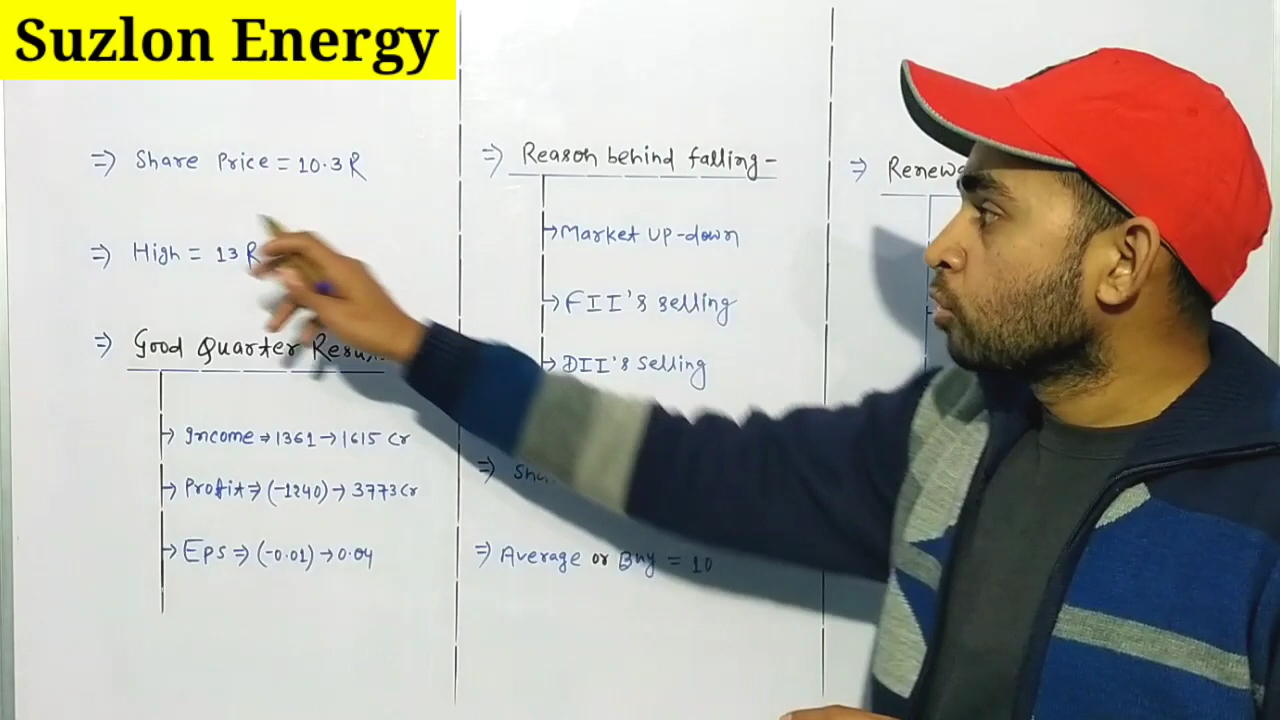 Suzlon Energy
⇒ Share Price = 10.3 R
⇒ High = 13 R
⇒ Good Quarter
→ Income ⇒ 1361 → 1615 Cr
→ Profit ⇒ (-1240) → 3773 Cr
→ Eps ⇒ (-0.01) → 0.04
⇒ Reason behind falling -
→ Market UP-down
→ FII's selling
→ DII's selling
⇒
⇒ Average or Buy = 10
⇒